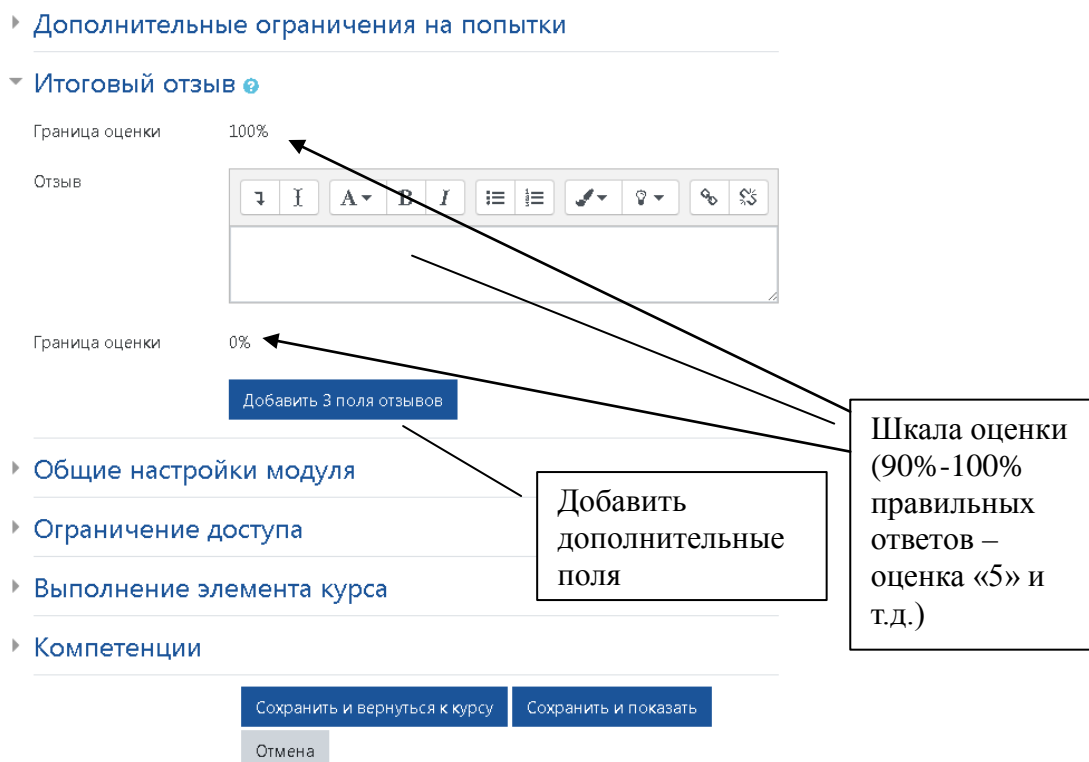 Дополнительные ограничения на попытки
Итоговый отзыв
Граница оценки 100%
Отзыв
Граница оценки 0%
Добавить 3 поля отзывов
Общие настройки модуля
Ограничение доступа
Выполнение элемента курса
Компетенции
Сохранить и вернуться к курсу Сохранить и показать
Отмена
Добавить
дополнительные
поля
Шкала оценки
(90%-100%
правильных
ответов –
оценка «5» и
т.д.)